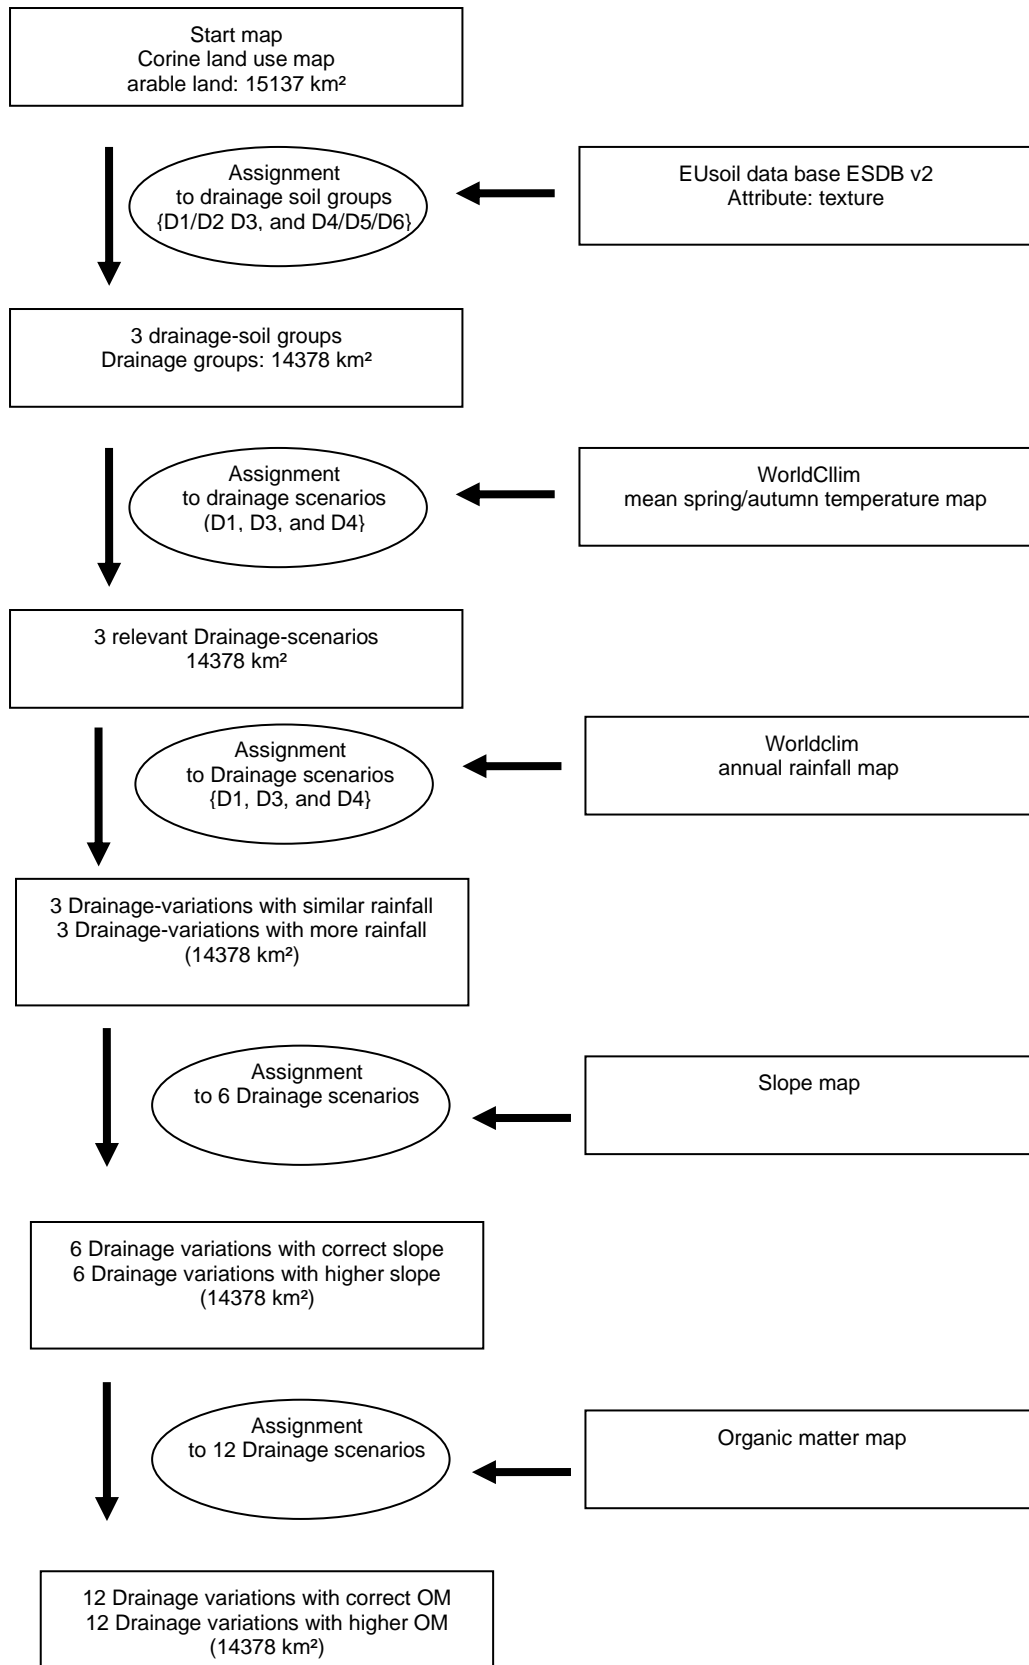 Start map
Corine land use map
arable land: 15137 km²
Assignment
to drainage soil groups
{D1/D2 D3, and D4/D5/D6}
EUsoil data base ESDB v2
Attribute: texture
3 drainage-soil groups
Drainage groups: 14378 km²
Assignment
to drainage scenarios
(D1, D3, and D4}
WorldCllim
mean spring/autumn temperature map
3 relevant Drainage-scenarios
14378 km²
Assignment
to Drainage scenarios
{D1, D3, and D4}
Worldclim
annual rainfall map
3 Drainage-variations with similar rainfall
3 Drainage-variations with more rainfall
(14378 km²)
Assignment
to 6 Drainage scenarios
Slope map
6 Drainage variations with correct slope
6 Drainage variations with higher slope
(14378 km²)
Assignment
to 12 Drainage scenarios
Organic matter map
12 Drainage variations with correct OM
12 Drainage variations with higher OM
(14378 km²)